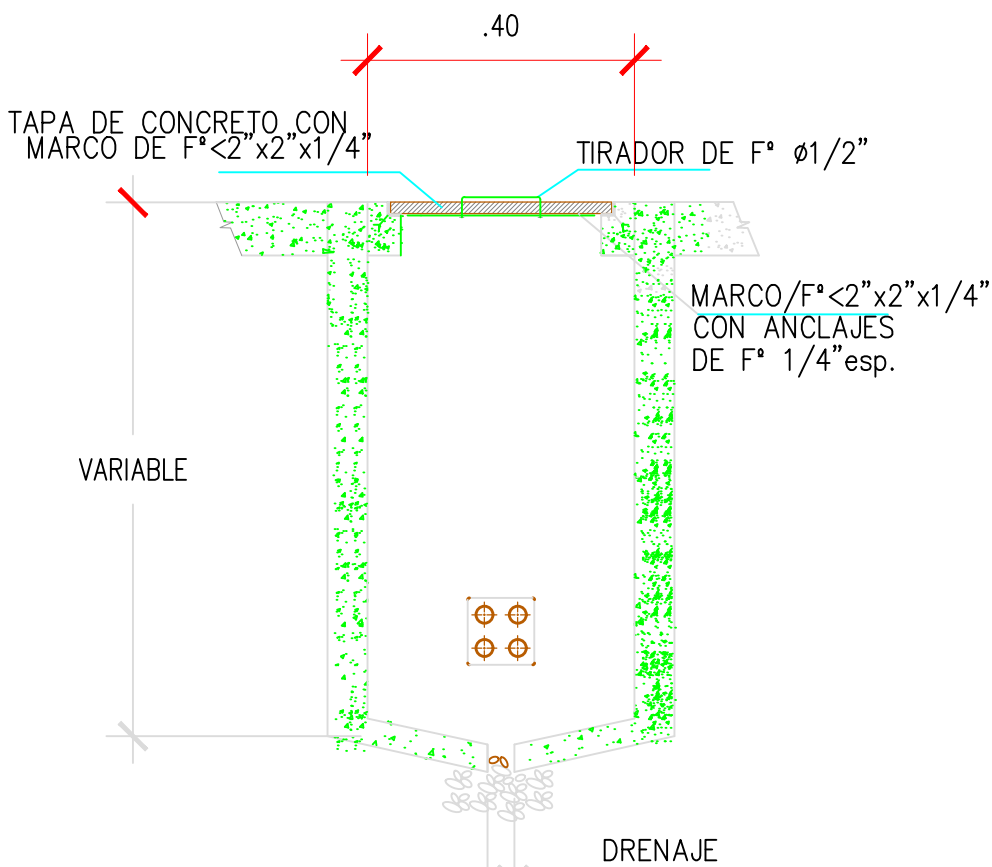 .40
TAPA DE CONCRETO CON
MARCO DE Fº<2”x2”x1/4”
TIRADOR DE Fº ø1/2”
MARCO/Fº<2”x2”x1/4”
CON ANCLAJES
DE Fº 1/4”esp.
VARIABLE
DRENAJE